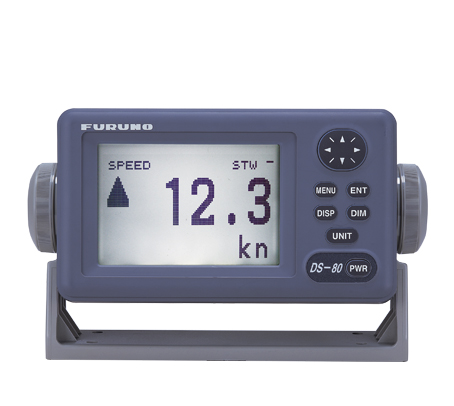 FURUNO
SPEED STW -
12.3
kn
MENU ENT
DISP DIM
UNIT
DS-80 PWR